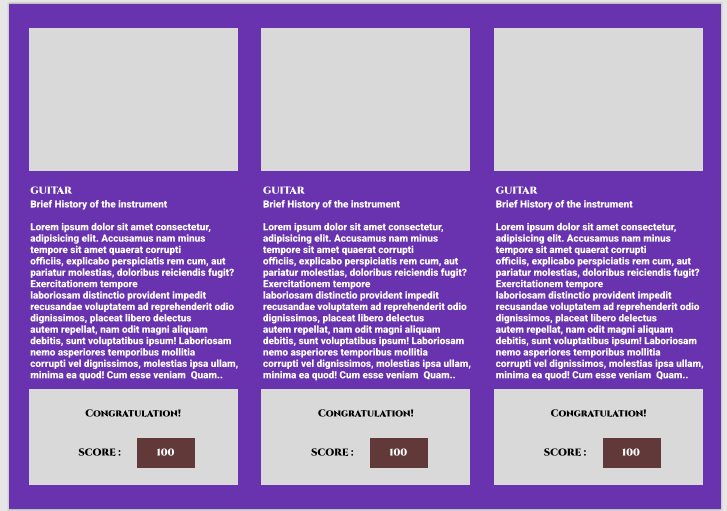 GUITAR
Brief History of the instrument
Lorem ipsum dolor sit amet consectetur,
adipisicing elit. Accusamus nam minus
tempore sit amet quaerat corrupti
officiis, explicabo perspiciatis rem cum, aut
pariatur molestias, doloribus reiciendis fugit?
Exercitationem tempore
laboriosam distinctio provident impedit
recusandae voluptatem ad reprehenderit odio
dignissimos, placeat libero delectus
autem repellat, nam odit magni aliquam
debitis, sunt voluptatibus ipsum! Laboriosam
nemo asperiores temporibus mollitia
corrupti vel dignissimos, molestias ipsa ullam,
minima ea quod! Cum esse veniam  Quam..
Congratulation!
SCORE : 100
GUITAR
Brief History of the instrument
Lorem ipsum dolor sit amet consectetur,
adipisicing elit. Accusamus nam minus
tempore sit amet quaerat corrupti
officiis, explicabo perspiciatis rem cum, aut
pariatur molestias, doloribus reiciendis fugit?
Exercitationem tempore
laboriosam distinctio provident impedit
recusandae voluptatem ad reprehenderit odio
dignissimos, placeat libero delectus
autem repellat, nam odit magni aliquam
debitis, sunt voluptatibus ipsum! Laboriosam
nemo asperiores temporibus mollitia
corrupti vel dignissimos, molestias ipsa ullam,
minima ea quod! Cum esse veniam  Quam..
Congratulation!
SCORE : 100
GUITAR
Brief History of the instrument
Lorem ipsum dolor sit amet consectetur,
adipisicing elit. Accusamus nam minus
tempore sit amet quaerat corrupti
officiis, explicabo perspiciatis rem cum, aut
pariatur molestias, doloribus reiciendis fugit?
Exercitationem tempore
laboriosam distinctio provident impedit
recusandae voluptatem ad reprehenderit odio
dignissimos, placeat libero delectus
autem repellat, nam odit magni aliquam
debitis, sunt voluptatibus ipsum! Laboriosam
nemo asperiores temporibus mollitia
corrupti vel dignissimos, molestias ipsa ullam,
minima ea quod! Cum esse veniam  Quam..
Congratulation!
SCORE : 100